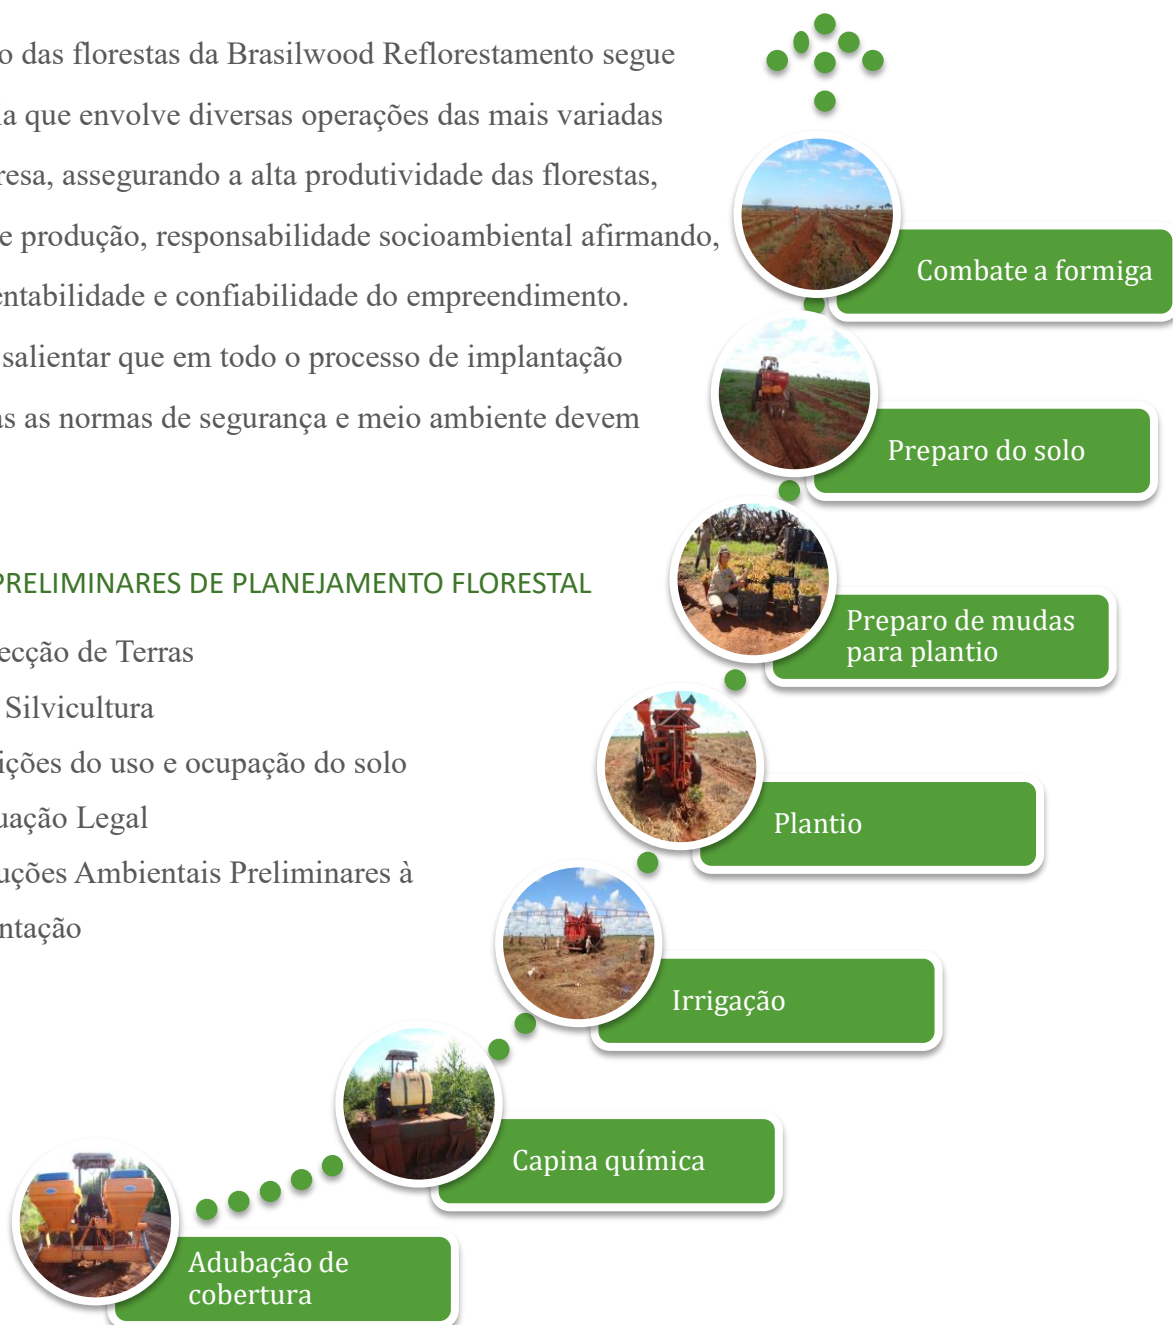 o das florestas da Brasilwood Reflorestamento segue
a que envolve diversas operações das mais variadas
resa, assegurando a alta produtividade das florestas,
e produção, responsabilidade socioambiental afirmando,
entabilidade e confiabilidade do empreendimento.
salientar que em todo o processo de implantação
as as normas de segurança e meio ambiente devem
PRELIMINARES DE PLANEJAMENTO FLORESTAL
ecção de Terras
Silvicultura
ições do uso e ocupação do solo
uação Legal
uções Ambientais Preliminares à
ntação
Combate a formiga
Preparo do solo
Preparo de mudas
para plantio
Plantio
Irrigação
Capina química
Adubação de
cobertura